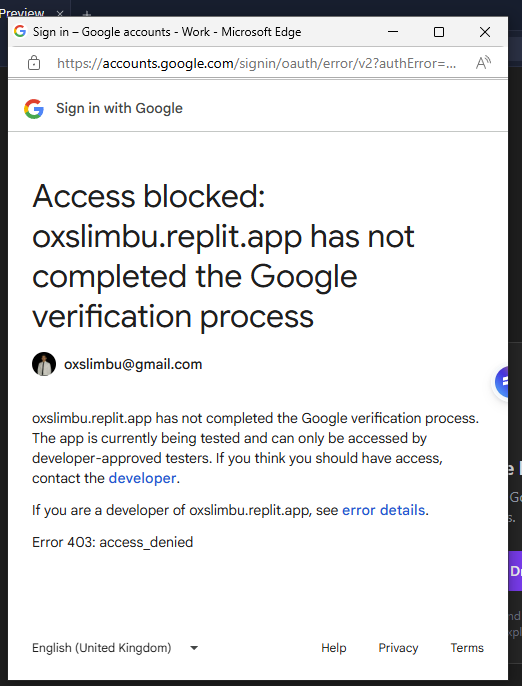 Preview
Sign in – Google accounts - Work - Microsoft Edge
https://accounts.google.com/signin/oauth/error/v2?authError=...
Sign in with Google
Access blocked:
oxslimbu.replit.app has not
completed the Google
verification process
oxslimbu@gmail.com
oxslimbu.replit.app has not completed the Google verification process.
The app is currently being tested and can only be accessed by
developer-approved testers. If you think you should have access,
contact the developer.
If you are a developer of oxslimbu.replit.app, see error details.
Error 403: access_denied
English (United Kingdom)
Help Privacy Terms